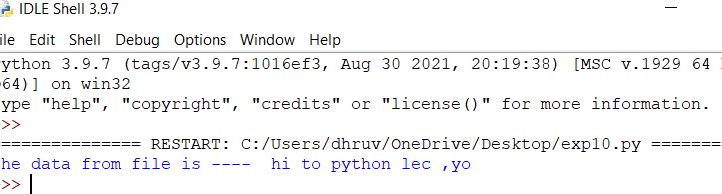 IDLE Shell 3.9.7
ile Edit Shell Debug Options Window Help
ython 3.9.7 (tags/v3.9.7:1016ef3, Aug 30 2021, 20:19:38) [MSC v.1929 64
64)] on win32
ype "help", "copyright", "credits" or "license()" for more information.
>>
============== RESTART: C:/Users/dhruv/OneDrive/Desktop/exp10.py ========
he data from file is ----  hi to python lec ,yo
>>